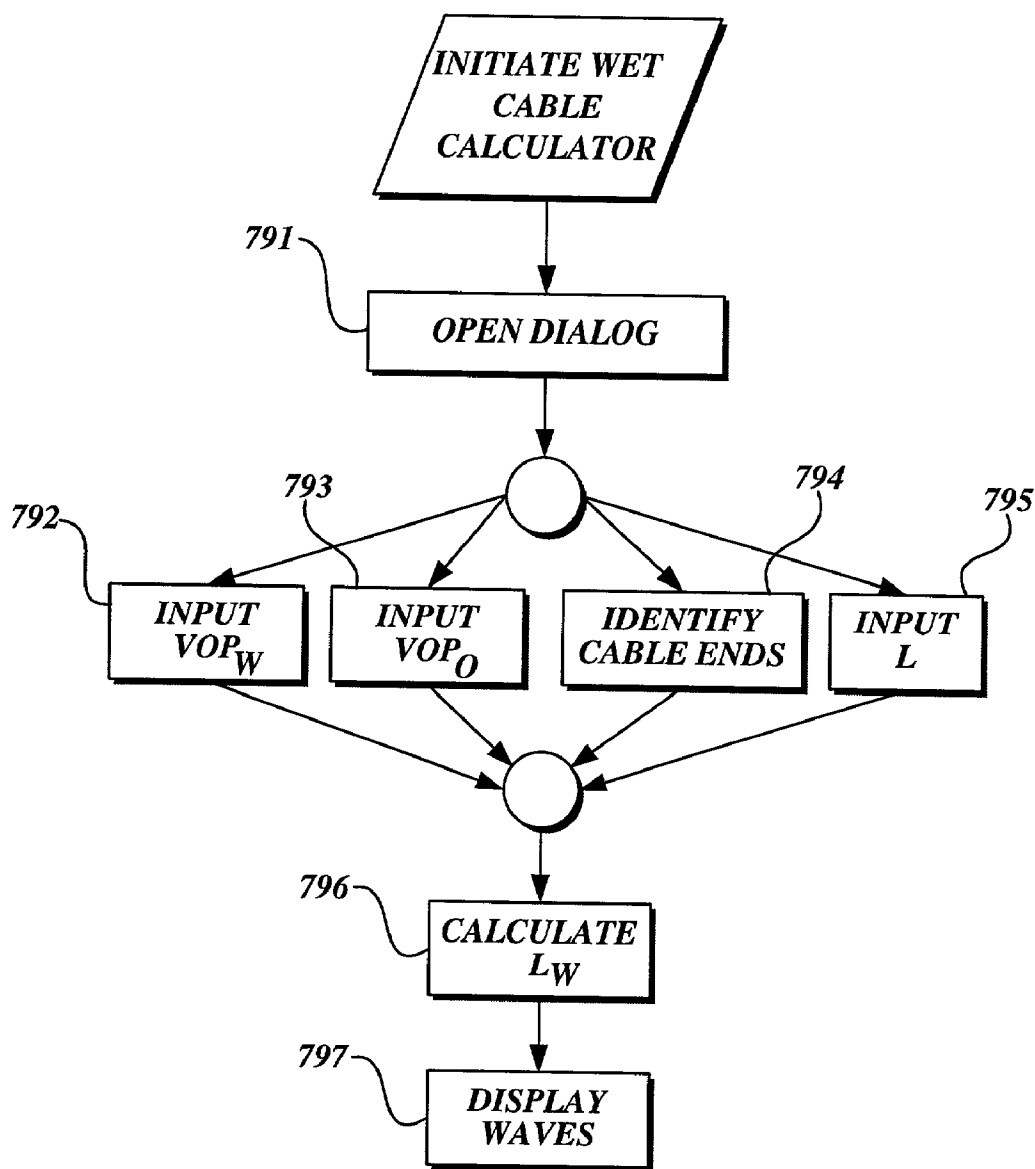 INITIATE WET
CABLE
CALCULATOR
791
OPEN DIALOG
792
793
794
795
INPUT
VOPW
INPUT
VOPO
IDENTIFY
CABLE ENDS
INPUT
L
796
CALCULATE
LW
797
DISPLAY
WAVES